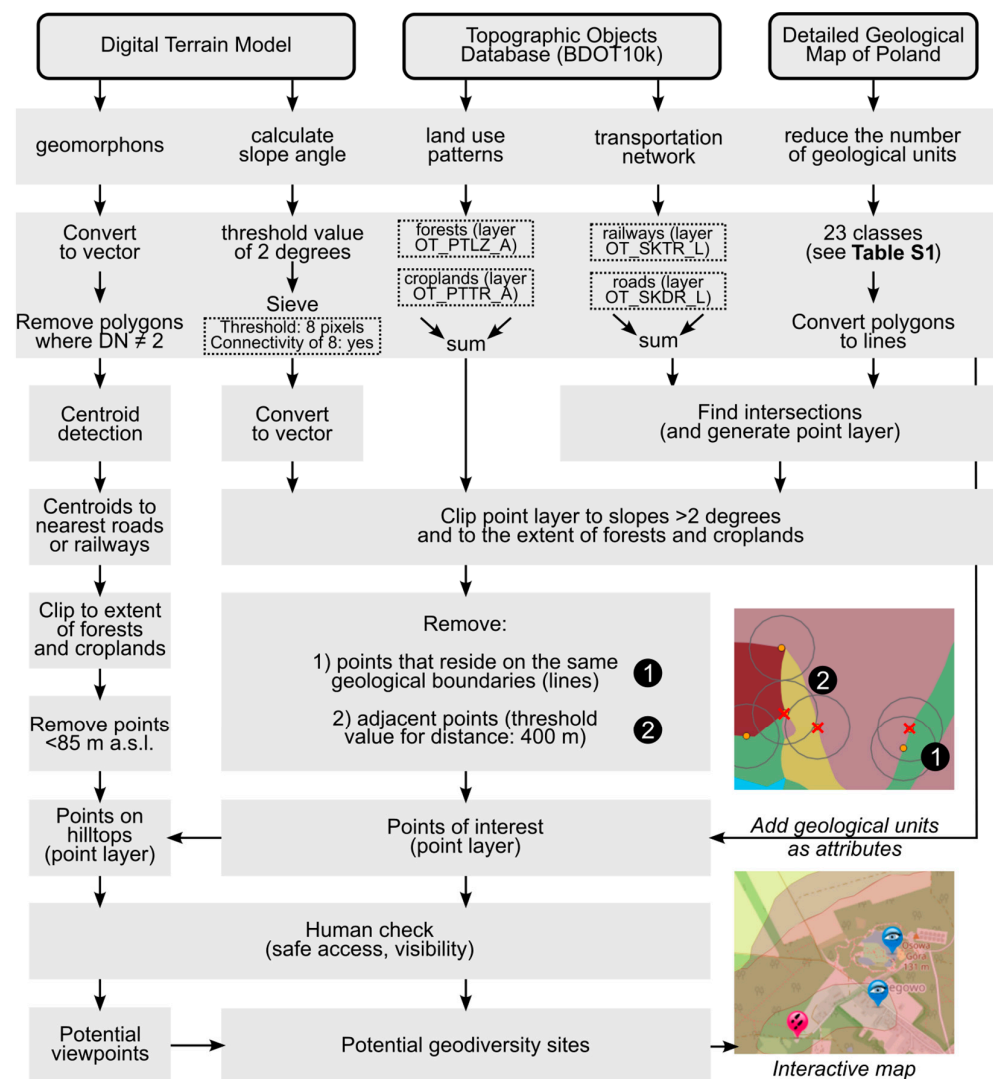 Digital Terrain Model
Topographic Objects
Database (BDOT10k)
Detailed Geological
Map of Poland
geomorphons
calculate
slope angle
land use
patterns
transportation
network
reduce the number
of geological units
Convert
to vector
threshold value
of 2 degrees
forests (layer
OT_PTLZ_A)
railways (layer
OT_SKTR_L)
23 classes
(see Table S1)
croplands (layer
OT_PTTR_A)
roads (layer
OT_SKDR_L)
Sieve
Threshold: 8 pixels
Connectivity of 8: yes
Remove polygons
where DN ≠ 2
sum
sum
Convert polygons
to lines
Centroid
detection
Convert
to vector
Find intersections
(and generate point layer)
Centroids to
nearest roads
or railways
Clip point layer to slopes >2 degrees
and to the extent of forests and croplands
Clip to extent
of forests
and croplands
Remove:
1) points that reside on the same
geological boundaries (lines)
1
2) adjacent points (threshold
value for distance: 400 m)
2
2
1
Remove points
<85 m a.s.l.
Points on
hilltops
(point layer)
Points of interest
(point layer)
Add geological units
as attributes
Human check
(safe access, visibility)
Osowa
Góra
131 m
egowo
Potential
viewpoints
Potential geodiversity sites
Interactive map